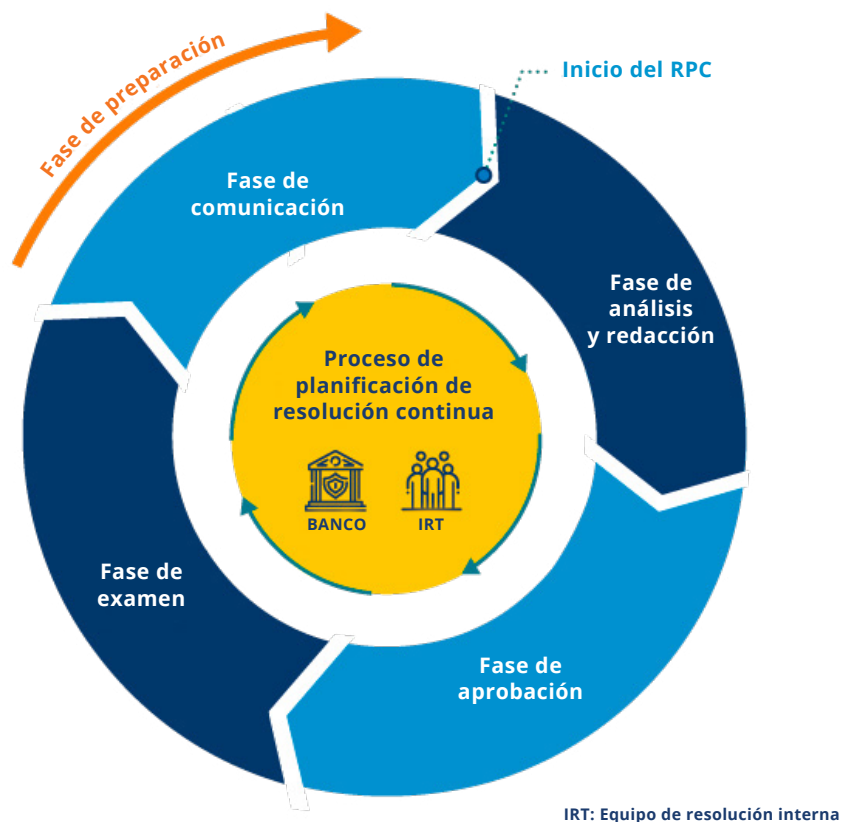 Fase de preparación
Inicio del RPC
Fase de
comunicación
Fase de
análisis
y redacción
Proceso de
planificación de
resolución continua
BANCO
IRT
Fase de
examen
Fase de
aprobación
IRT: Equipo de resolución interna